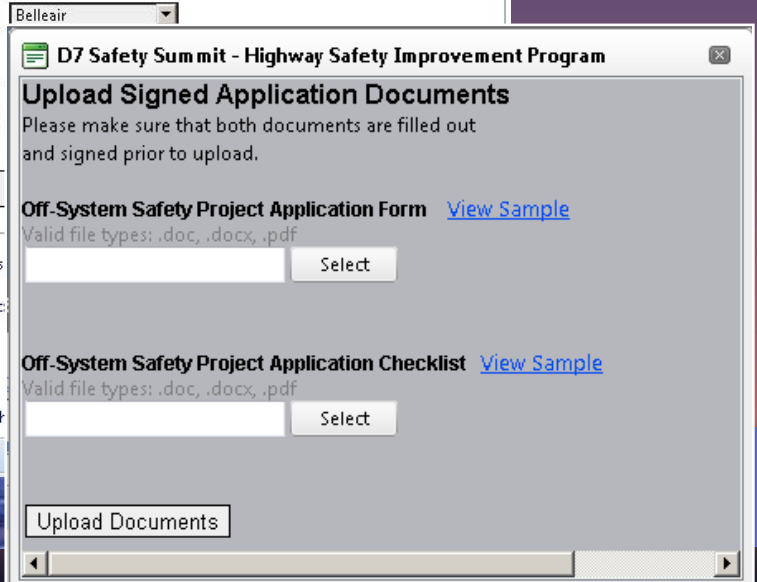 Belleair
D7 Safety Summit - Highway Safety Improvement Program
Upload Signed Application Documents
Please make sure that both documents are filled out
and signed prior to upload.
Off-System Safety Project Application Form View Sample
Valid file types: .doc, .docx, .pdf
Select
Off-System Safety Project Application Checklist View Sample
Valid file types: .doc, .docx, .pdf
Select
Upload Documents